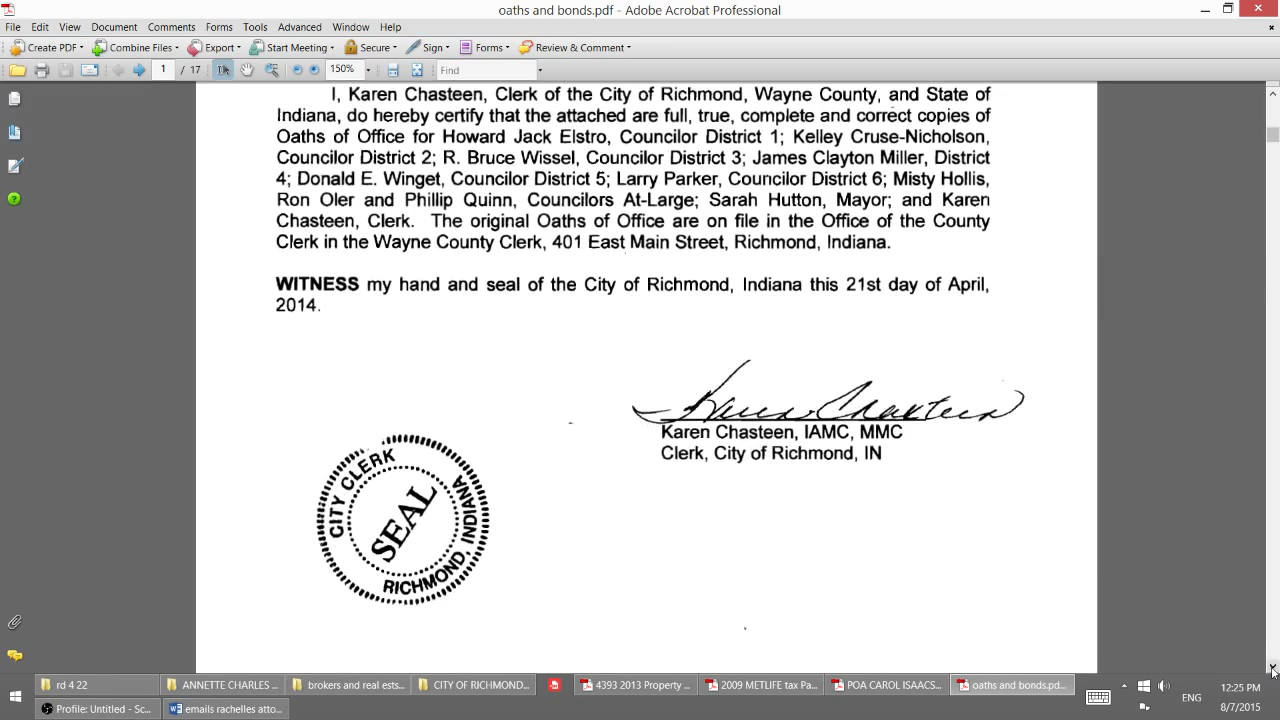 oaths and bonds.pdf - Adobe Acrobat Professional
File Edit View Document Comments Forms Tools Advanced Window Help
Create PDF Combine Files Export Start Meeting Secure Sign Forms Review & Comment
1 / 17 150% Find
I, Karen Chasteen, Clerk of the City of Richmond, Wayne County, and State of
Indiana, do hereby certify that the attached are full, true, complete and correct copies of
Oaths of Office for Howard Jack Elstro, Councilor District 1; Kelley Cruse-Nicholson,
Councilor District 2; R. Bruce Wissel, Councilor District 3; James Clayton Miller, District
4; Donald E. Winget, Councilor District 5; Larry Parker, Councilor District 6; Misty Hollis,
Ron Oler and Phillip Quinn, Councilors At-Large; Sarah Hutton, Mayor; and Karen
Chasteen, Clerk. The original Oaths of Office are on file in the Office of the County
Clerk in the Wayne County Clerk, 401 East Main Street, Richmond, Indiana.
WITNESS my hand and seal of the City of Richmond, Indiana this 21st day of April,
2014.
Karen Chasteen
Karen Chasteen, IAMC, MMC
Clerk, City of Richmond, IN
CITY CLERK
SEAL
RICHMOND, INDIANA
rd 4 22 ANNETTE CHARLES ... brokers and real ests... CITY OF RICHMOND... 4393 2013 Property ... 2009 METLIFE tax Pa... POA CAROL ISAACS... oaths and bonds.pd...
ENG 12:25 PM
Profile: Untitled - Sc... emails rachelles atto... 8/7/2015